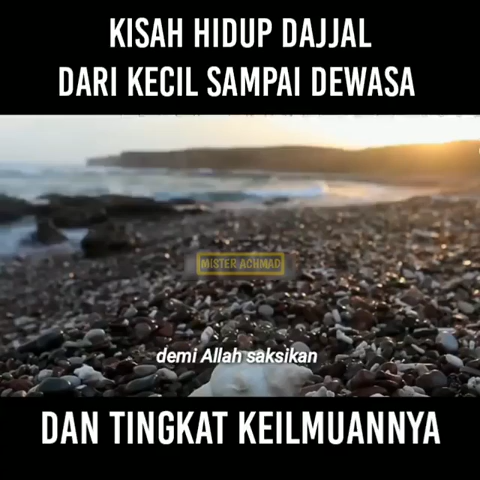 KISAH HIDUP DAJJAL
DARI KECIL SAMPAI DEWASA
MISTER ACHMAD
demi Allah saksikan
DAN TINGKAT KEILMUANNYA